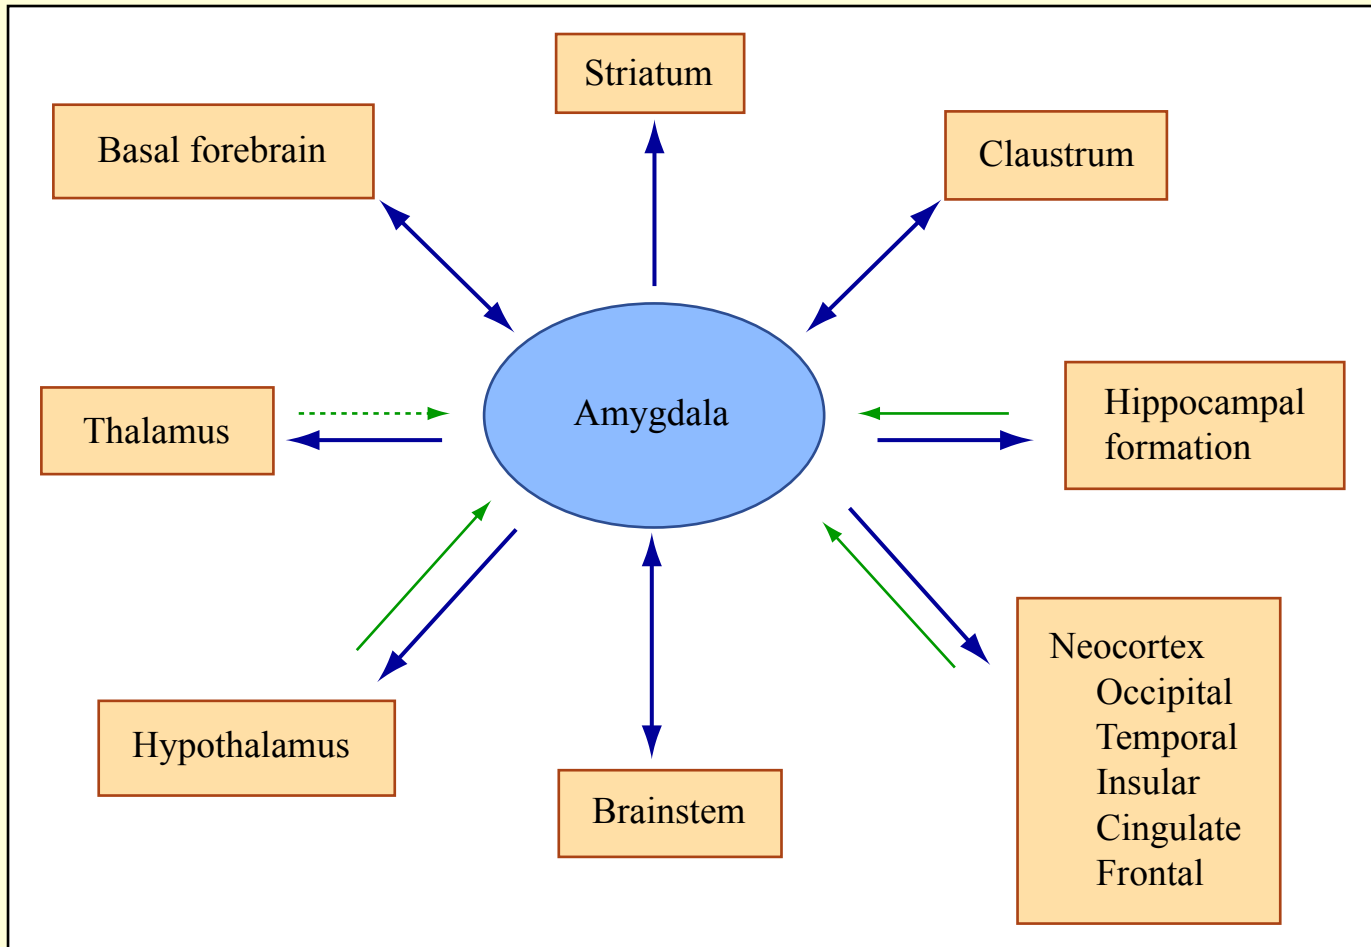 Striatum
Basal forebrain
Claustrum
Thalamus
Amygdala
Hippocampal
formation
Hypothalamus
Brainstem
Neocortex
Occipital
Temporal
Insular
Cingulate
Frontal